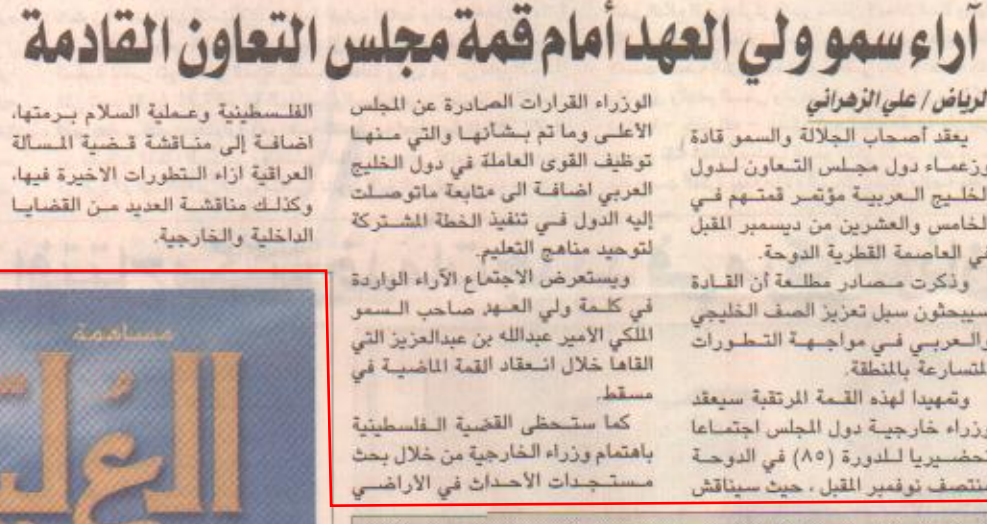 آراء سمو ولي العهد أمام قمة مجلس التعاون القادمة
الرياض / علي الزهراني
يعقد أصحاب الجلالة والسمو قادة
وزعماء دول مجلس التعاون لدول
الخليج العربية مؤتمر قمتهم في
الخامس والعشرين من ديسمبر المقبل
في العاصمة القطرية الدوحة.
وذكرت مصادر مطلعة أن القادة
سيبحثون سبل تعزيز الصف الخليجي
والعربي في مواجهة التطورات
المتسارعة بالمنطقة.
وتمهيدا لهذه القمة المرتقبة سيعقد
وزراء خارجية دول المجلس اجتماعا
تحضيريا للدورة (٨٥) في الدوحة
منتصف نوفمبر المقبل ، حيث سيناقش
الوزراء القرارات الصادرة عن المجلس
الاعلى وما تم بشأنها والتي منها
توظيف القوى العاملة في دول الخليج
العربي اضافة الى متابعة ماتوصلت
إليه الدول في تنفيذ الخطة المشتركة
لتوحيد مناهج التعليم.
ويستعرض الاجتماع الآراء الواردة
في كلمة ولي العهد صاحب السمو
الملكي الأمير عبدالله بن عبدالعزيز التي
القاها خلال انعقاد القمة الماضية في
مسقط.
كما ستحظى القضية الفلسطينية
باهتمام وزراء الخارجية من خلال بحث
مستجدات الأحداث في الاراضي
الفلسطينية وعملية السلام برمتها،
اضافة إلى مناقشة قضية المسألة
العراقية ازاء التطورات الاخيرة فيها،
وكذلك مناقشة العديد من القضايا
الداخلية والخارجية.
مساهمة